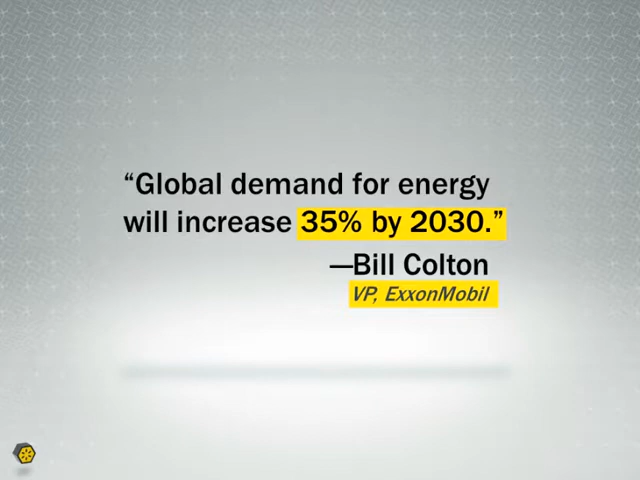 “Global demand for energy
will increase 35% by 2030.”
—Bill Colton
VP, ExxonMobil